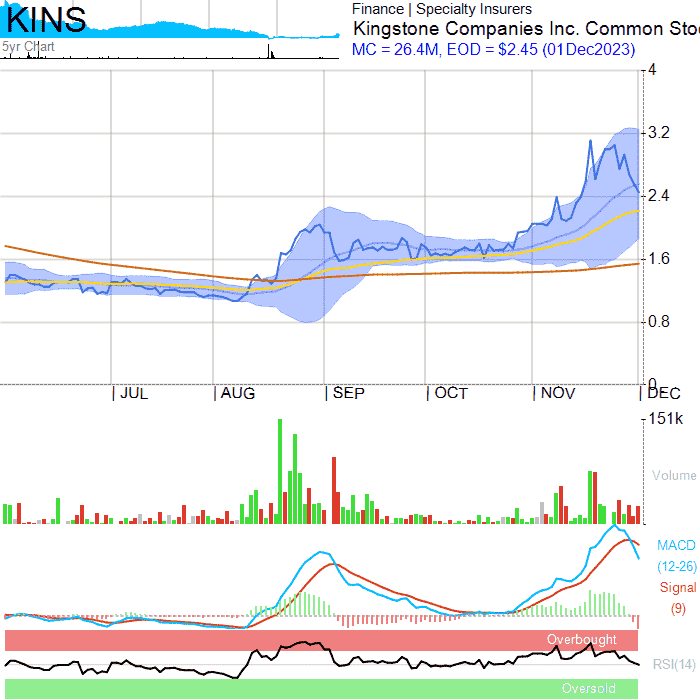 KINS
5yr Chart
Finance | Specialty Insurers
Kingstone Companies Inc. Common Sto
MC = 26.4M, EOD = $2.45 (01Dec2023)
4
3.2
2.4
1.6
0.8
0
JUL AUG SEP OCT NOV DEC
151k
Volume
MACD
(12-26)
Signal
(9)
Overbought
RSI(14)
Oversold